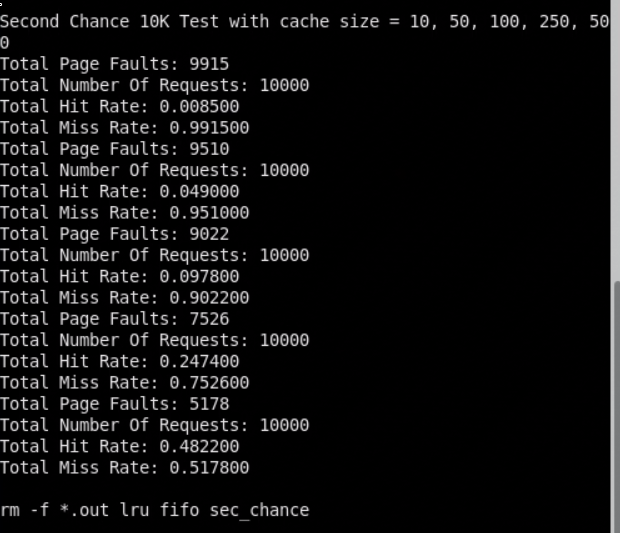 Second Chance 10K Test with cache size = 10, 50, 100, 250, 50
0
Total Page Faults: 9915
Total Number Of Requests: 10000
Total Hit Rate: 0.008500
Total Miss Rate: 0.991500
Total Page Faults: 9510
Total Number Of Requests: 10000
Total Hit Rate: 0.049000
Total Miss Rate: 0.951000
Total Page Faults: 9022
Total Number Of Requests: 10000
Total Hit Rate: 0.097800
Total Miss Rate: 0.902200
Total Page Faults: 7526
Total Number Of Requests: 10000
Total Hit Rate: 0.247400
Total Miss Rate: 0.752600
Total Page Faults: 5178
Total Number Of Requests: 10000
Total Hit Rate: 0.482200
Total Miss Rate: 0.517800
rm -f *.out lru fifo sec_chance